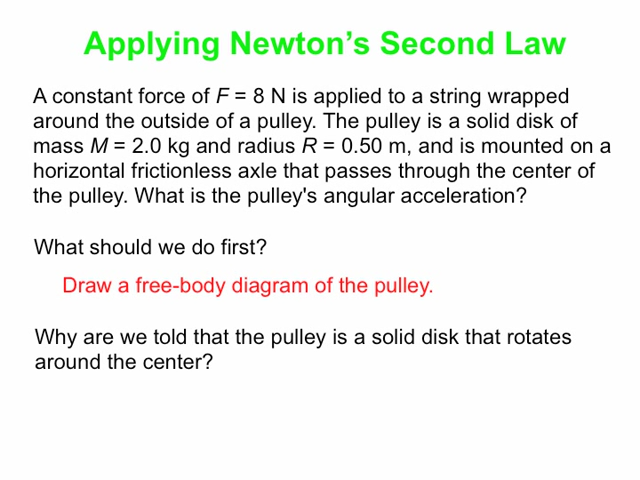 Applying Newton’s Second Law
A constant force of F = 8 N is applied to a string wrapped
around the outside of a pulley. The pulley is a solid disk of
mass M = 2.0 kg and radius R = 0.50 m, and is mounted on a
horizontal frictionless axle that passes through the center of
the pulley. What is the pulley's angular acceleration?
What should we do first?
Draw a free-body diagram of the pulley.
Why are we told that the pulley is a solid disk that rotates
around the center?